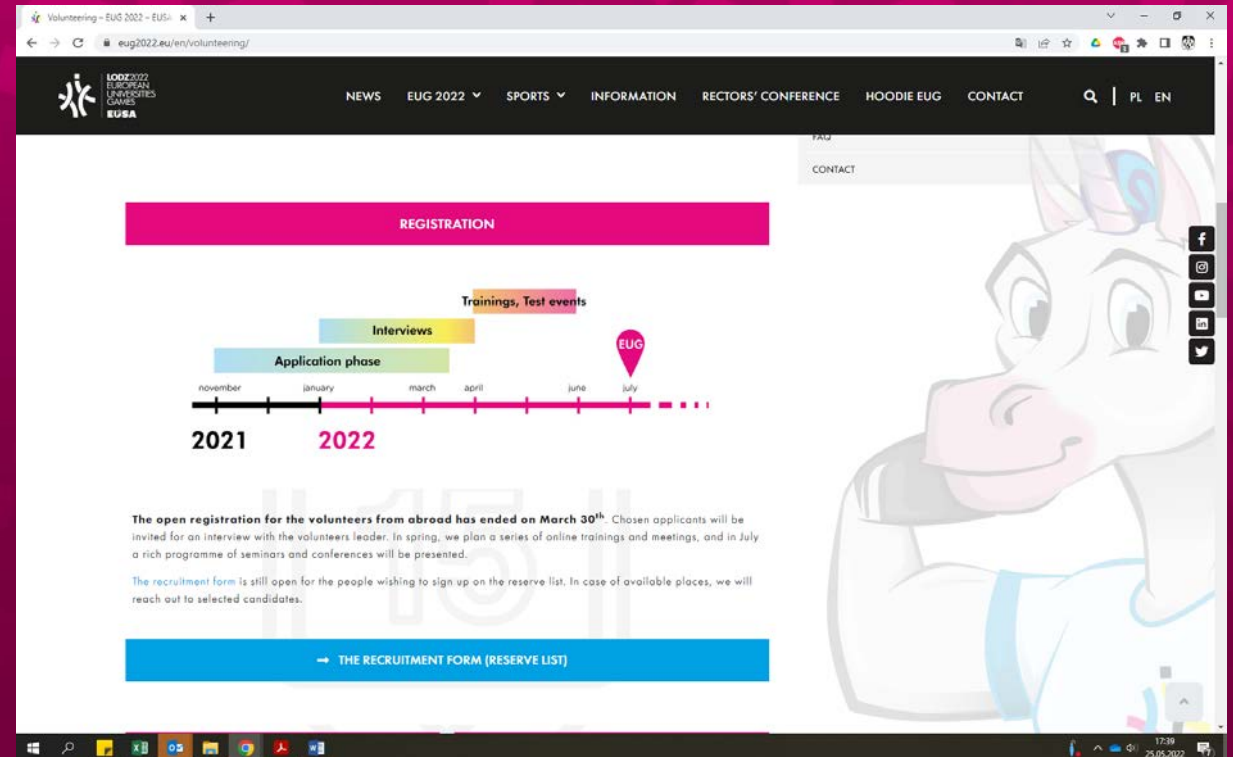 Volunteering – EUG 2022 – EUSA
eug2022.eu/en/volunteering/
LODZ2022
EUROPEAN
UNIVERSITIES
GAMES
EUSA
NEWS EUG 2022 SPORTS INFORMATION RECTORS' CONFERENCE HOODIE EUG CONTACT PL EN
FAQ
CONTACT
REGISTRATION
Trainings, Test events
Interviews
EUG
Application phase
november january march april june july
2021 2022
The open registration for the volunteers from abroad has ended on March 30th. Chosen applicants will be
invited for an interview with the volunteers leader. In spring, we plan a series of online trainings and meetings, and in July
a rich programme of seminars and conferences will be presented.
The recruitment form is still open for the people wishing to sign up on the reserve list. In case of available places, we will
reach out to selected candidates.
→ THE RECRUITMENT FORM (RESERVE LIST)
15
17:39
25.05.2022